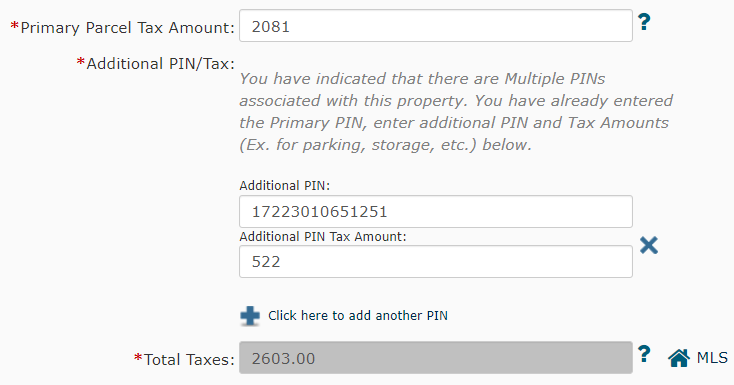 *Primary Parcel Tax Amount: 2081 ?
*Additional PIN/Tax:
You have indicated that there are Multiple PINs
associated with this property. You have already entered
the Primary PIN, enter additional PIN and Tax Amounts
(Ex. for parking, storage, etc.) below.
Additional PIN:
17223010651251
Additional PIN Tax Amount:
522
Click here to add another PIN
*Total Taxes: 2603.00 ? MLS